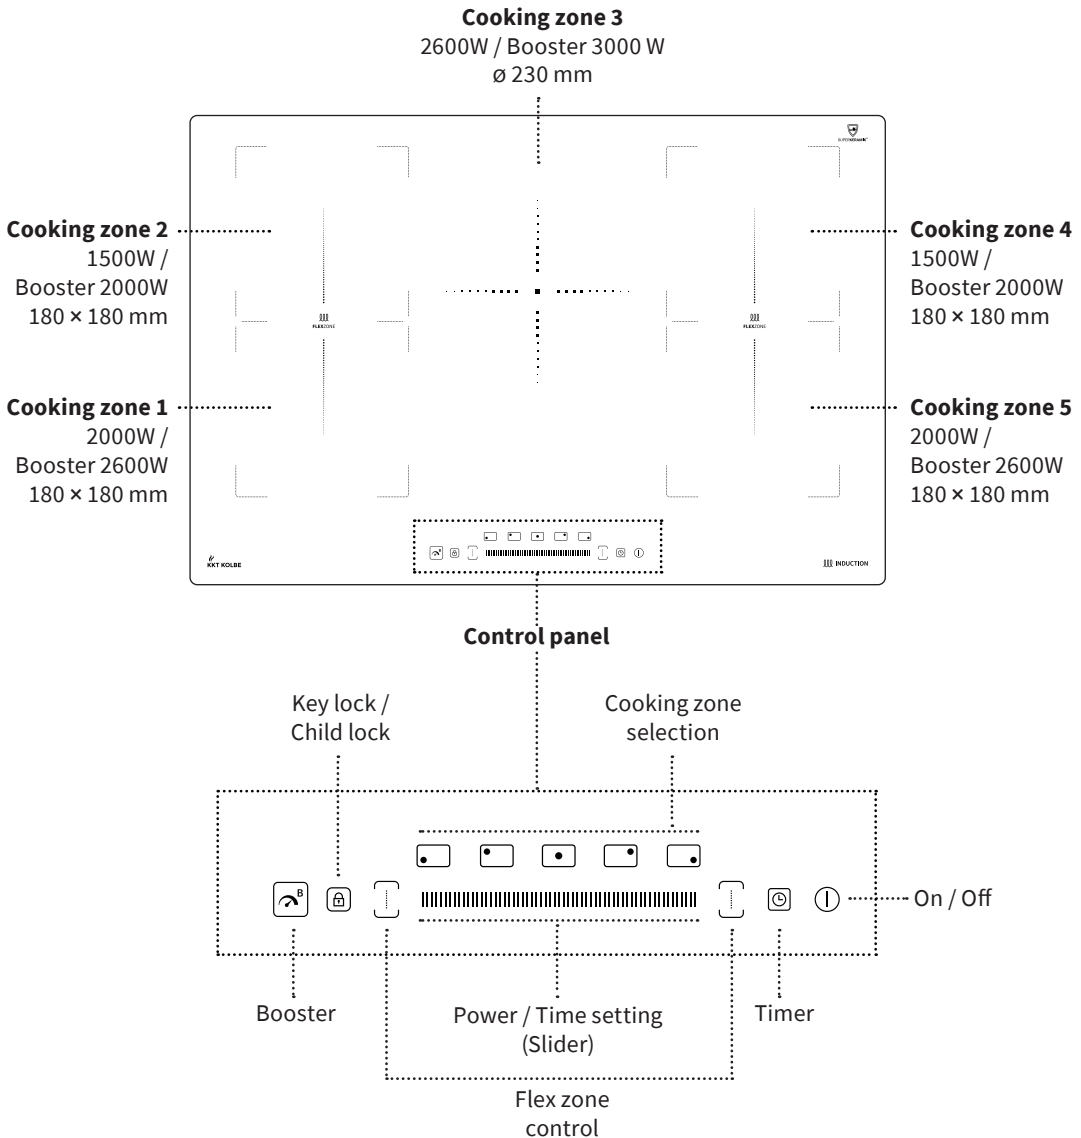 Cooking zone 3
2600W / Booster 3000 W
ø 230 mm
SUPERKERAMIK
Cooking zone 2
1500W /
Booster 2000W
180 × 180 mm
Cooking zone 4
1500W /
Booster 2000W
180 × 180 mm
FLEXZONE
FLEXZONE
Cooking zone 1
2000W /
Booster 2600W
180 × 180 mm
Cooking zone 5
2000W /
Booster 2600W
180 × 180 mm
KKT KOLBE
INDUCTION
Control panel
Key lock /
Child lock
Cooking zone
selection
B
On / Off
Booster
Power / Time setting
(Slider)
Timer
Flex zone
control